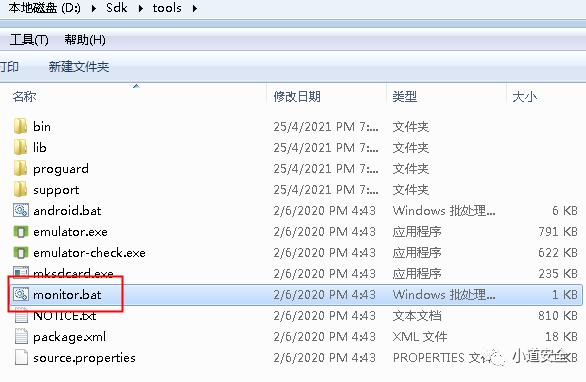 本地磁盘 (D:) Sdk tools
工具(T) 帮助(H)
打印 新建文件夹
名称 修改日期 类型 大小
bin 25/4/2021 PM 7:... 文件夹
lib 25/4/2021 PM 7:... 文件夹
proguard 25/4/2021 PM 7:... 文件夹
support 25/4/2021 PM 7:... 文件夹
android.bat 2/6/2020 PM 4:43 Windows 批处理... 6 KB
emulator.exe 2/6/2020 PM 4:43 应用程序 791 KB
emulator-check.exe 2/6/2020 PM 4:43 应用程序 622 KB
mksdcard.exe 2/6/2020 PM 4:43 应用程序 235 KB
monitor.bat 2/6/2020 PM 4:43 Windows 批处理... 1 KB
NOTICE.txt 2/6/2020 PM 4:43 文本文档 810 KB
package.xml 2/6/2020 PM 4:43 XML 文件 18 KB
source.properties 2/6/2020 PM 4:43 PROPERTIES 文件 KB
小道安全